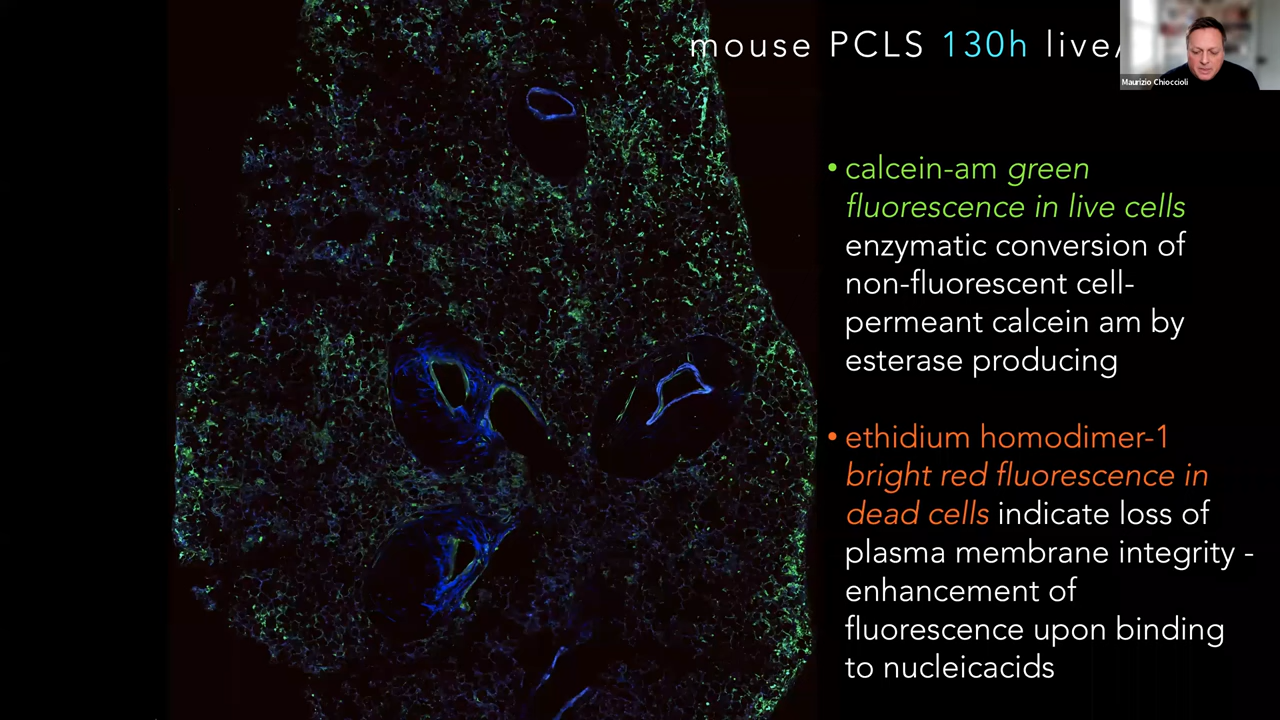 mouse PCLS 130h live/
Maurizio Chioccioli
• calcein-am green
fluorescence in live cells
enzymatic conversion of
non-fluorescent cell-
permeant calcein am by
esterase producing
• ethidium homodimer-1
bright red fluorescence in
dead cells indicate loss of
plasma membrane integrity -
enhancement of
fluorescence upon binding
to nucleicacids